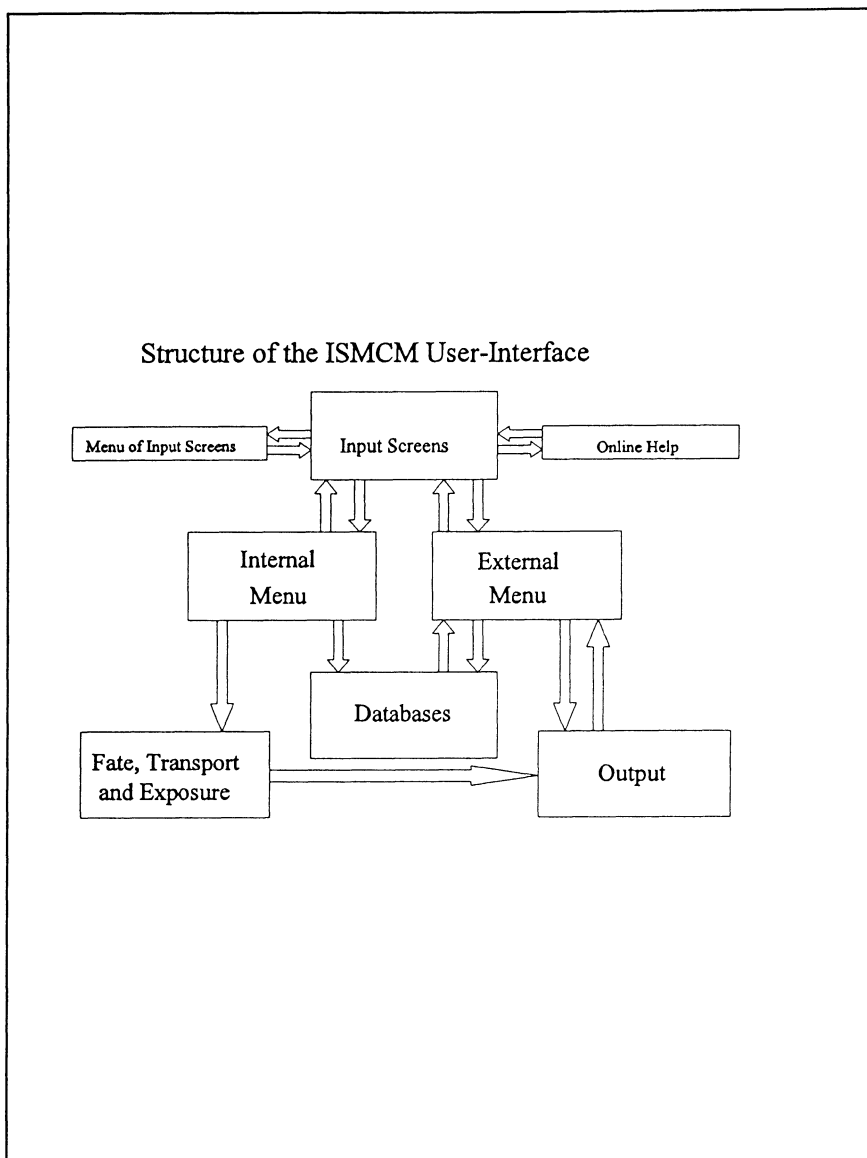 Structure of the ISMCM User-Interface
Menu of Input Screens
Input Screens
Online Help
Internal
Menu
External
Menu
Databases
Fate, Transport
and Exposure
Output